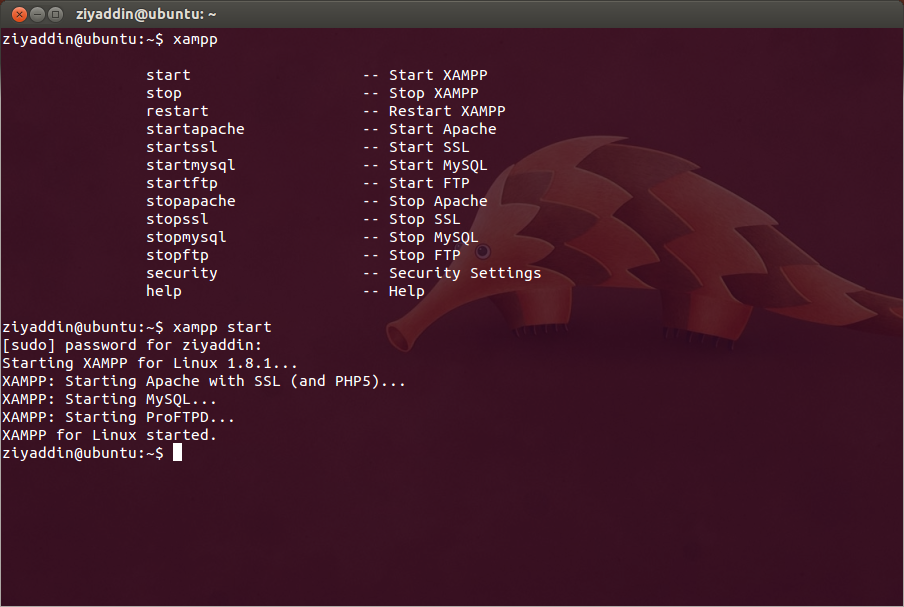 ziyaddin@ubuntu: ~
ziyaddin@ubuntu:~$ xampp
start -- Start XAMPP
stop -- Stop XAMPP
restart -- Restart XAMPP
startapache -- Start Apache
startssl -- Start SSL
startmysql -- Start MySQL
startftp -- Start FTP
stopapache -- Stop Apache
stopssl -- Stop SSL
stopmysql -- Stop MySQL
stopftp -- Stop FTP
security -- Security Settings
help -- Help
ziyaddin@ubuntu:~$ xampp start
[sudo] password for ziyaddin:
Starting XAMPP for Linux 1.8.1...
XAMPP: Starting Apache with SSL (and PHP5)...
XAMPP: Starting MySQL...
XAMPP: Starting ProFTPD...
XAMPP for Linux started.
ziyaddin@ubuntu:~$